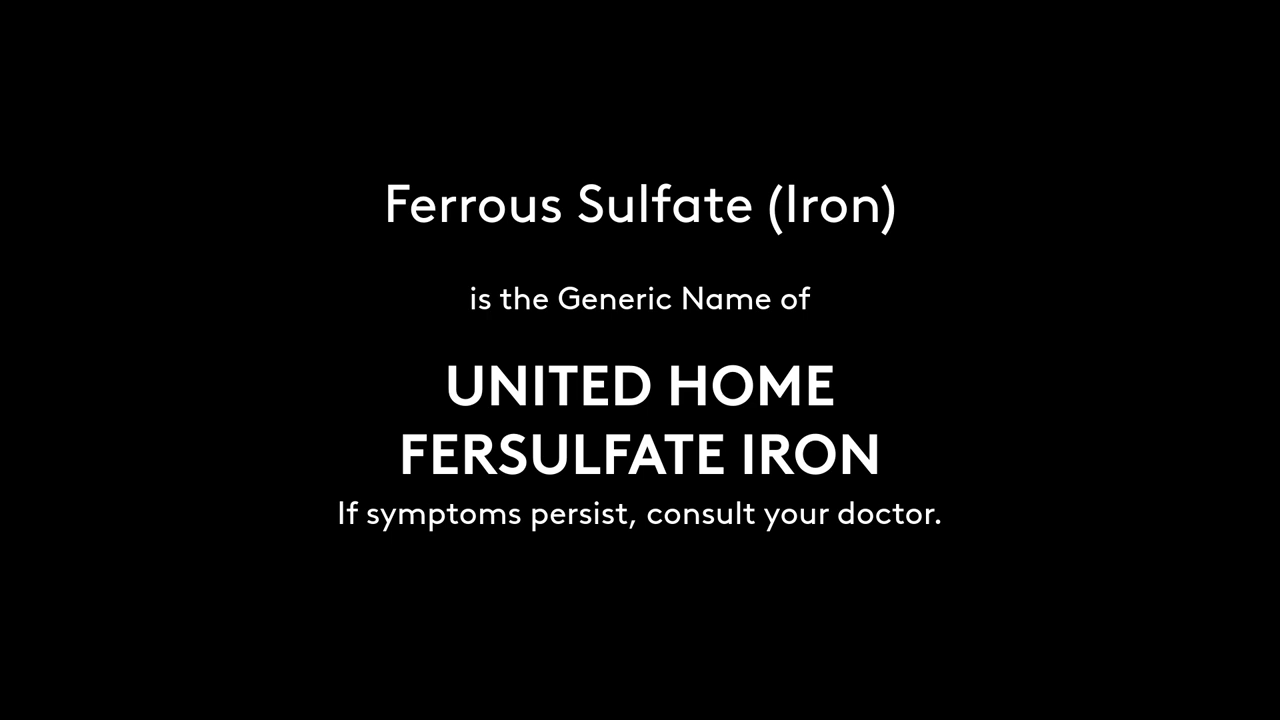 Ferrous Sulfate (Iron)
is the Generic Name of
UNITED HOME
FERSULFATE IRON
If symptoms persist, consult your doctor.